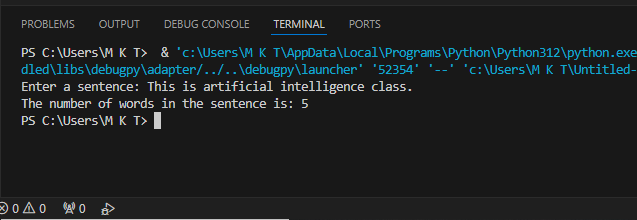 PROBLEMS OUTPUT DEBUG CONSOLE TERMINAL PORTS
PS C:\Users\M K T> & 'c:\Users\M K T\AppData\Local\Programs\Python\Python312\python.exe
dled\libs\debugpy\adapter/../..\debugpy\launcher' '52354' '--' 'c:\Users\M K T\Untitled-
Enter a sentence: This is artificial intelligence class.
The number of words in the sentence is: 5
PS C:\Users\M K T>
0 0 0